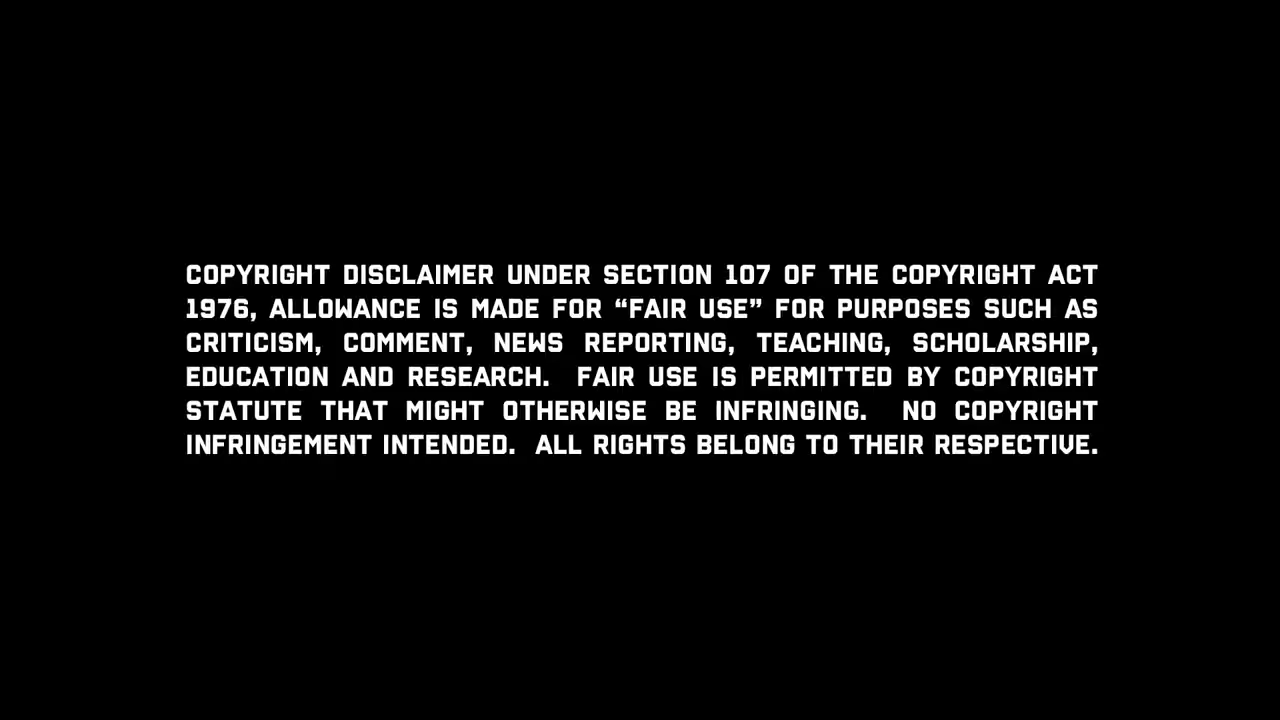 COPYRIGHT DISCLAIMER UNDER SECTION 107 OF THE COPYRIGHT ACT
1976, ALLOWANCE IS MADE FOR “FAIR USE” FOR PURPOSES SUCH AS
CRITICISM, COMMENT, NEWS REPORTING, TEACHING, SCHOLARSHIP,
EDUCATION AND RESEARCH. FAIR USE IS PERMITTED BY COPYRIGHT
STATUTE THAT MIGHT OTHERWISE BE INFRINGING. NO COPYRIGHT
INFRINGEMENT INTENDED. ALL RIGHTS BELONG TO THEIR RESPECTIVE.